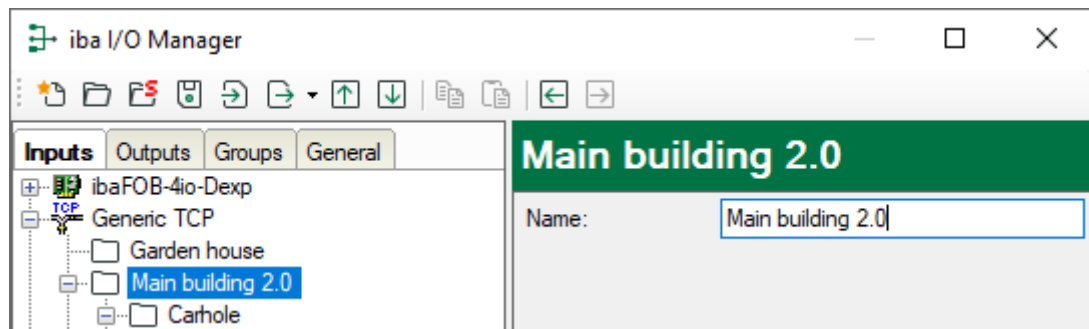 iba I/O Manager
Inputs Outputs Groups General
ibaFOB-4io-Dexp
TCP
Generic TCP
Garden house
Main building 2.0
Carhole
Main building 2.0
Name: Main building 2.0